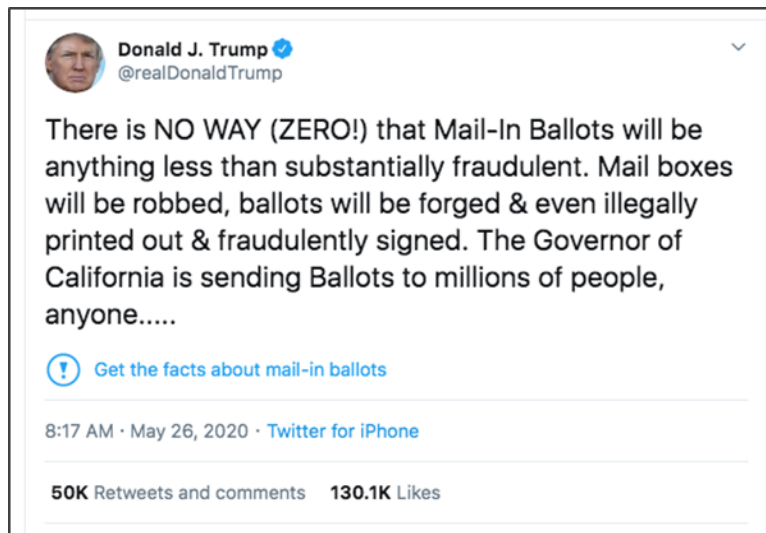 Donald J. Trump
@realDonaldTrump
There is NO WAY (ZERO!) that Mail-In Ballots will be
anything less than substantially fraudulent. Mail boxes
will be robbed, ballots will be forged & even illegally
printed out & fraudulently signed. The Governor of
California is sending Ballots to millions of people,
anyone.....
! Get the facts about mail-in ballots
8:17 AM · May 26, 2020 · Twitter for iPhone
50K Retweets and comments 130.1K Likes